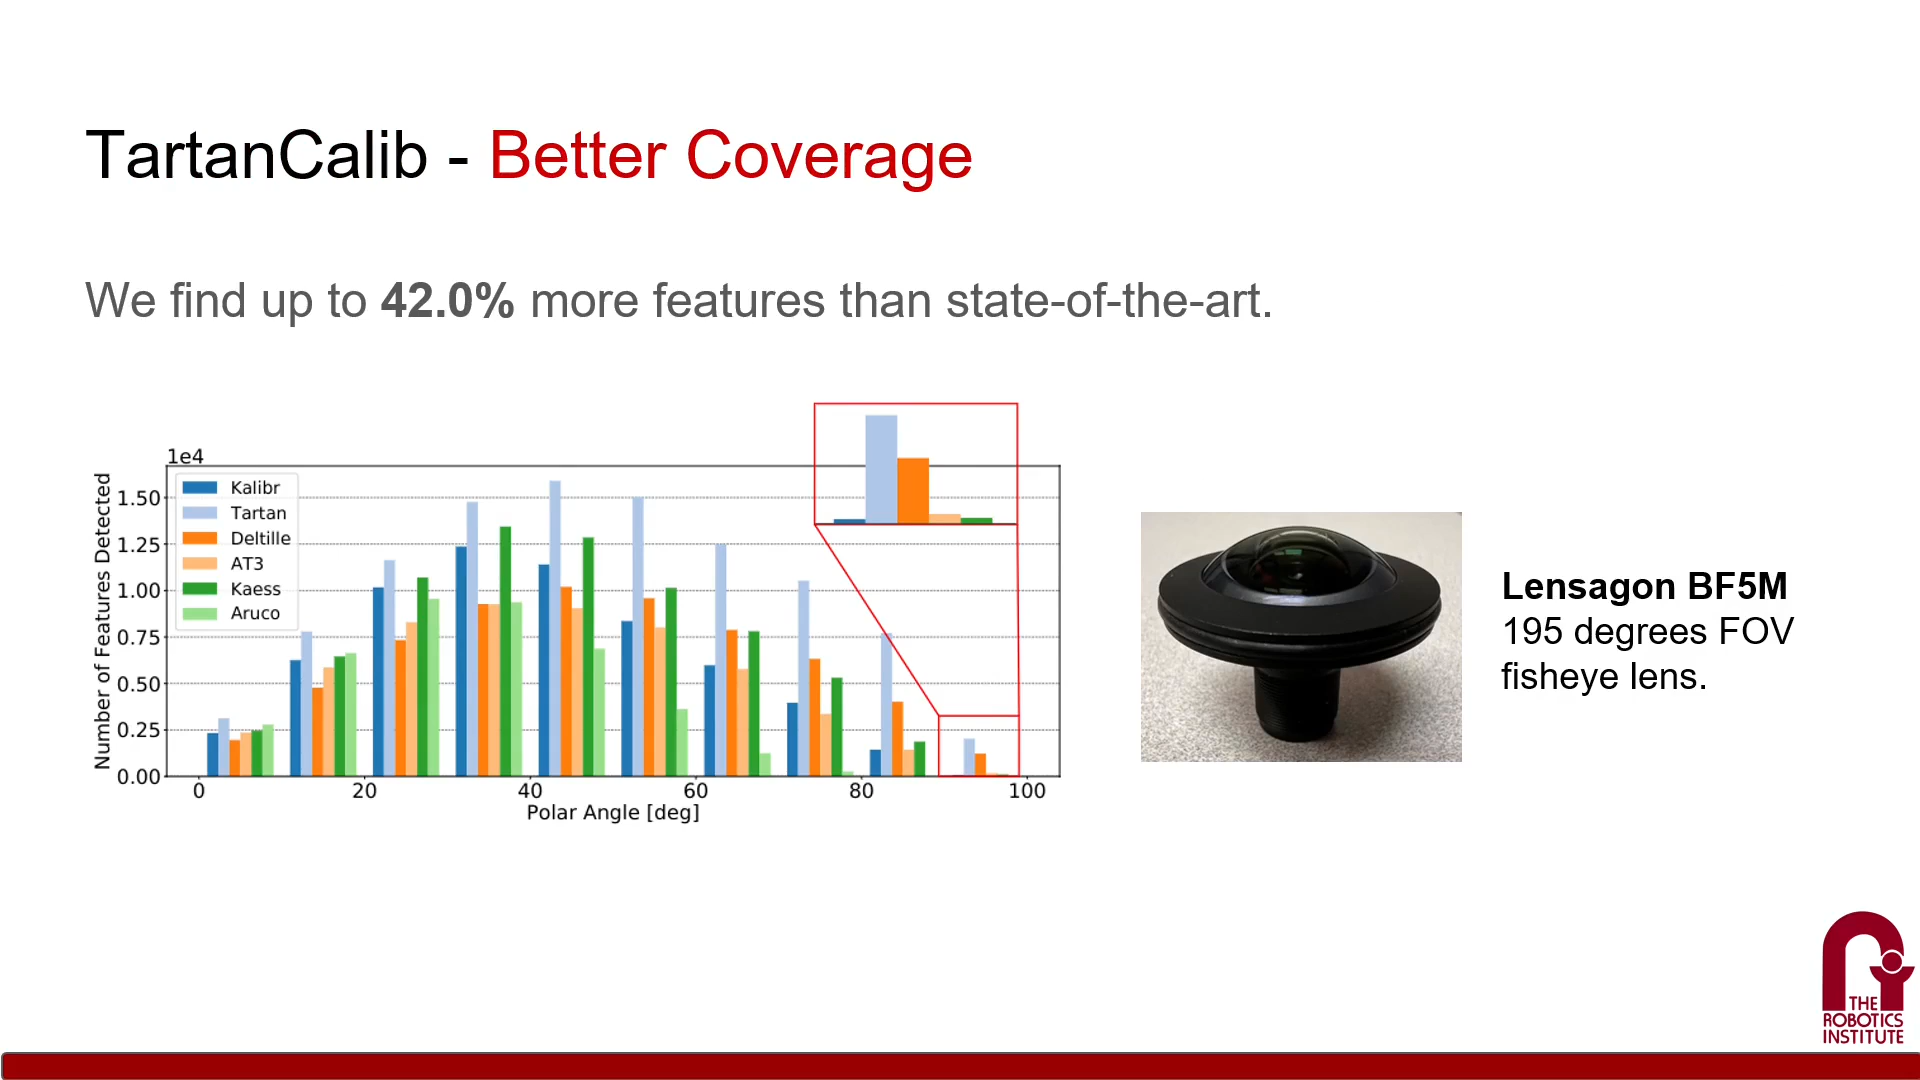 TartanCalib - Better Coverage
We find up to 42.0% more features than state-of-the-art.
1e4
Number of Features Detected
1.50
1.25
1.00
0.75
0.50
0.25
0.00
Kalibr
Tartan
Deltille
AT3
Kaess
Aruco
0 20 40 60 80 100
Polar Angle [deg]
Lensagon BF5M
195 degrees FOV
fisheye lens.
THE
ROBOTICS
INSTITUTE